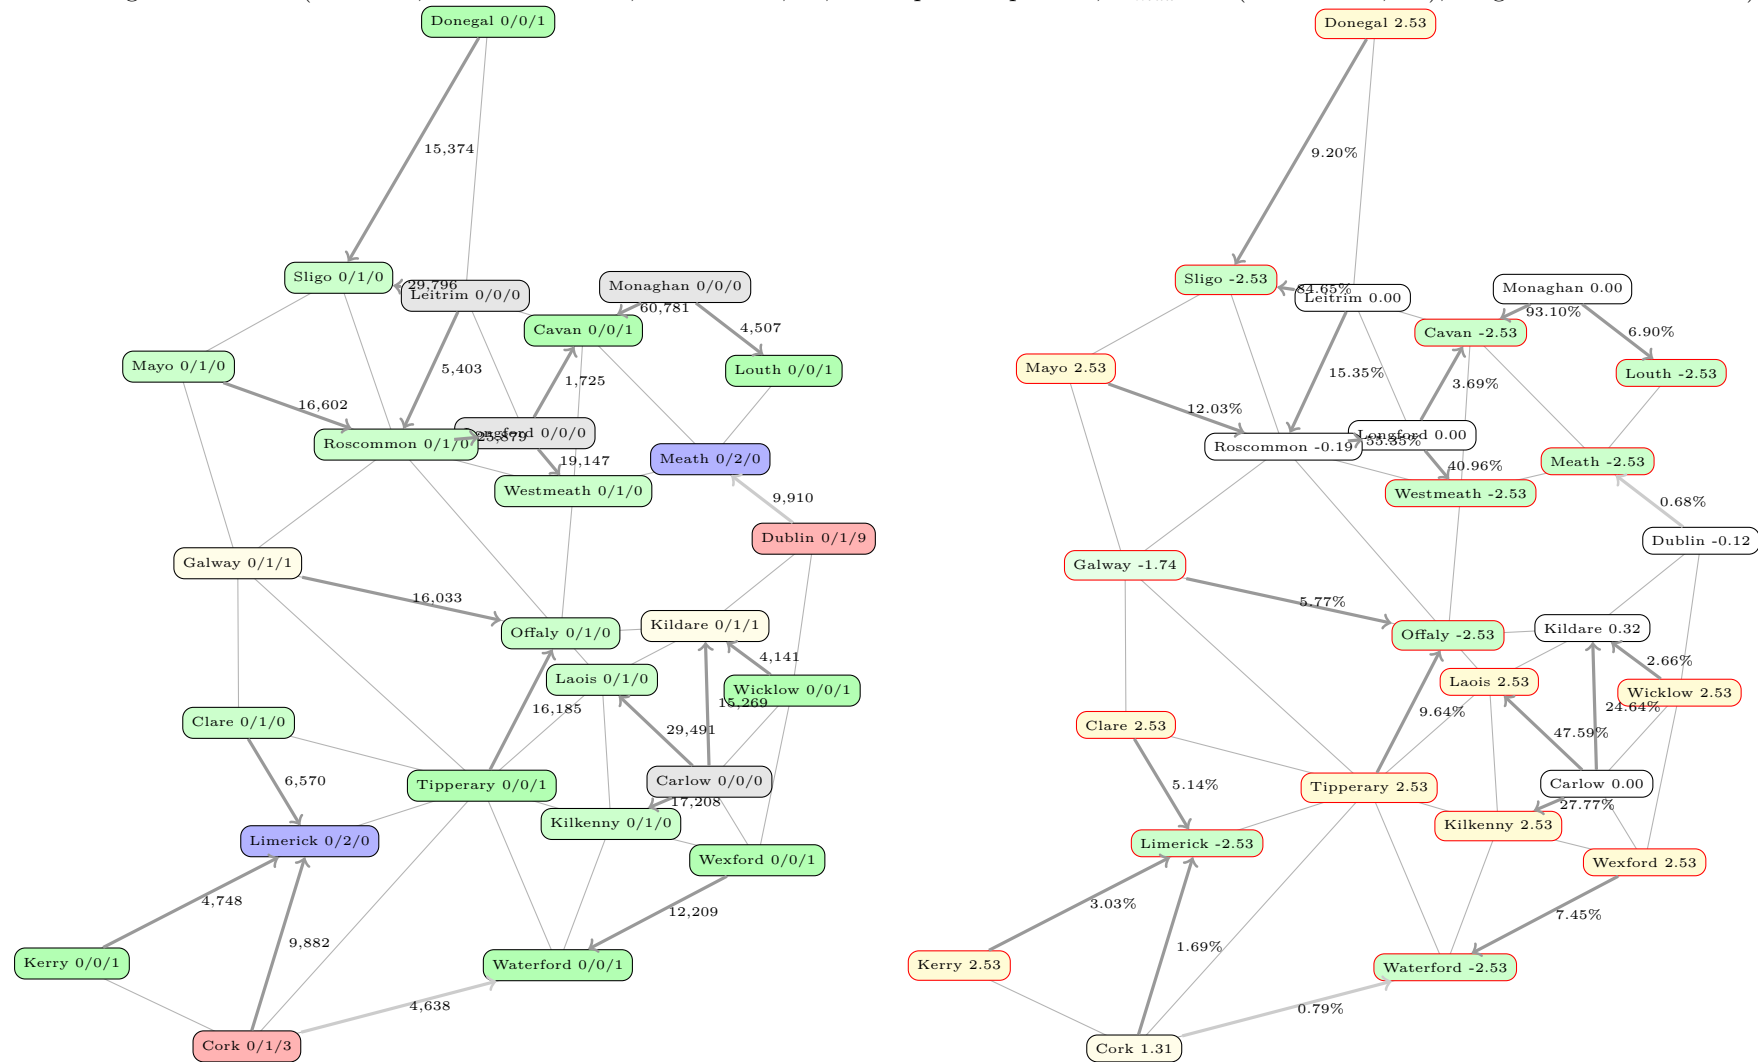 Donegal 0/0/1
15,374
Sligo 0/1/0
29,796
Leitrim 0/0/0
Monaghan 0/0/0
60,781
Cavan 0/0/1
4,507
Mayo 0/1/0
5,403
1,725
Louth 0/0/1
16,602
Roscommon 0/1/0
25,879
Longford 0/0/0
19,147
Meath 0/2/0
Westmeath 0/1/0
9,910
Dublin 0/1/9
Galway 0/1/1
16,033
Offaly 0/1/0
Kildare 0/1/1
4,141
Laois 0/1/0
Wicklow 0/0/1
15,269
16,185
Clare 0/1/0
29,491
6,570
Tipperary 0/0/1
Carlow 0/0/0
17,208
Kilkenny 0/1/0
Limerick 0/2/0
Wexford 0/0/1
4,748
12,209
9,882
Kerry 0/0/1
Waterford 0/0/1
4,638
Cork 0/1/3
Donegal 2.53
9.20%
Sligo -2.53
84.65%
Leitrim 0.00
Monaghan 0.00
93.10%
Cavan -2.53
6.90%
Mayo 2.53
15.35%
3.69%
Louth -2.53
12.03%
Roscommon -0.19
55.35%
Longford 0.00
40.96%
Meath -2.53
Westmeath -2.53
0.68%
Dublin -0.12
Galway -1.74
5.77%
Offaly -2.53
Kildare 0.32
2.66%
Laois 2.53
Wicklow 2.53
24.64%
9.64%
Clare 2.53
47.59%
5.14%
Tipperary 2.53
Carlow 0.00
27.77%
Kilkenny 2.53
Limerick -2.53
Wexford 2.53
3.03%
7.45%
1.69%
Kerry 2.53
Waterford -2.53
0.79%
Cork 1.31